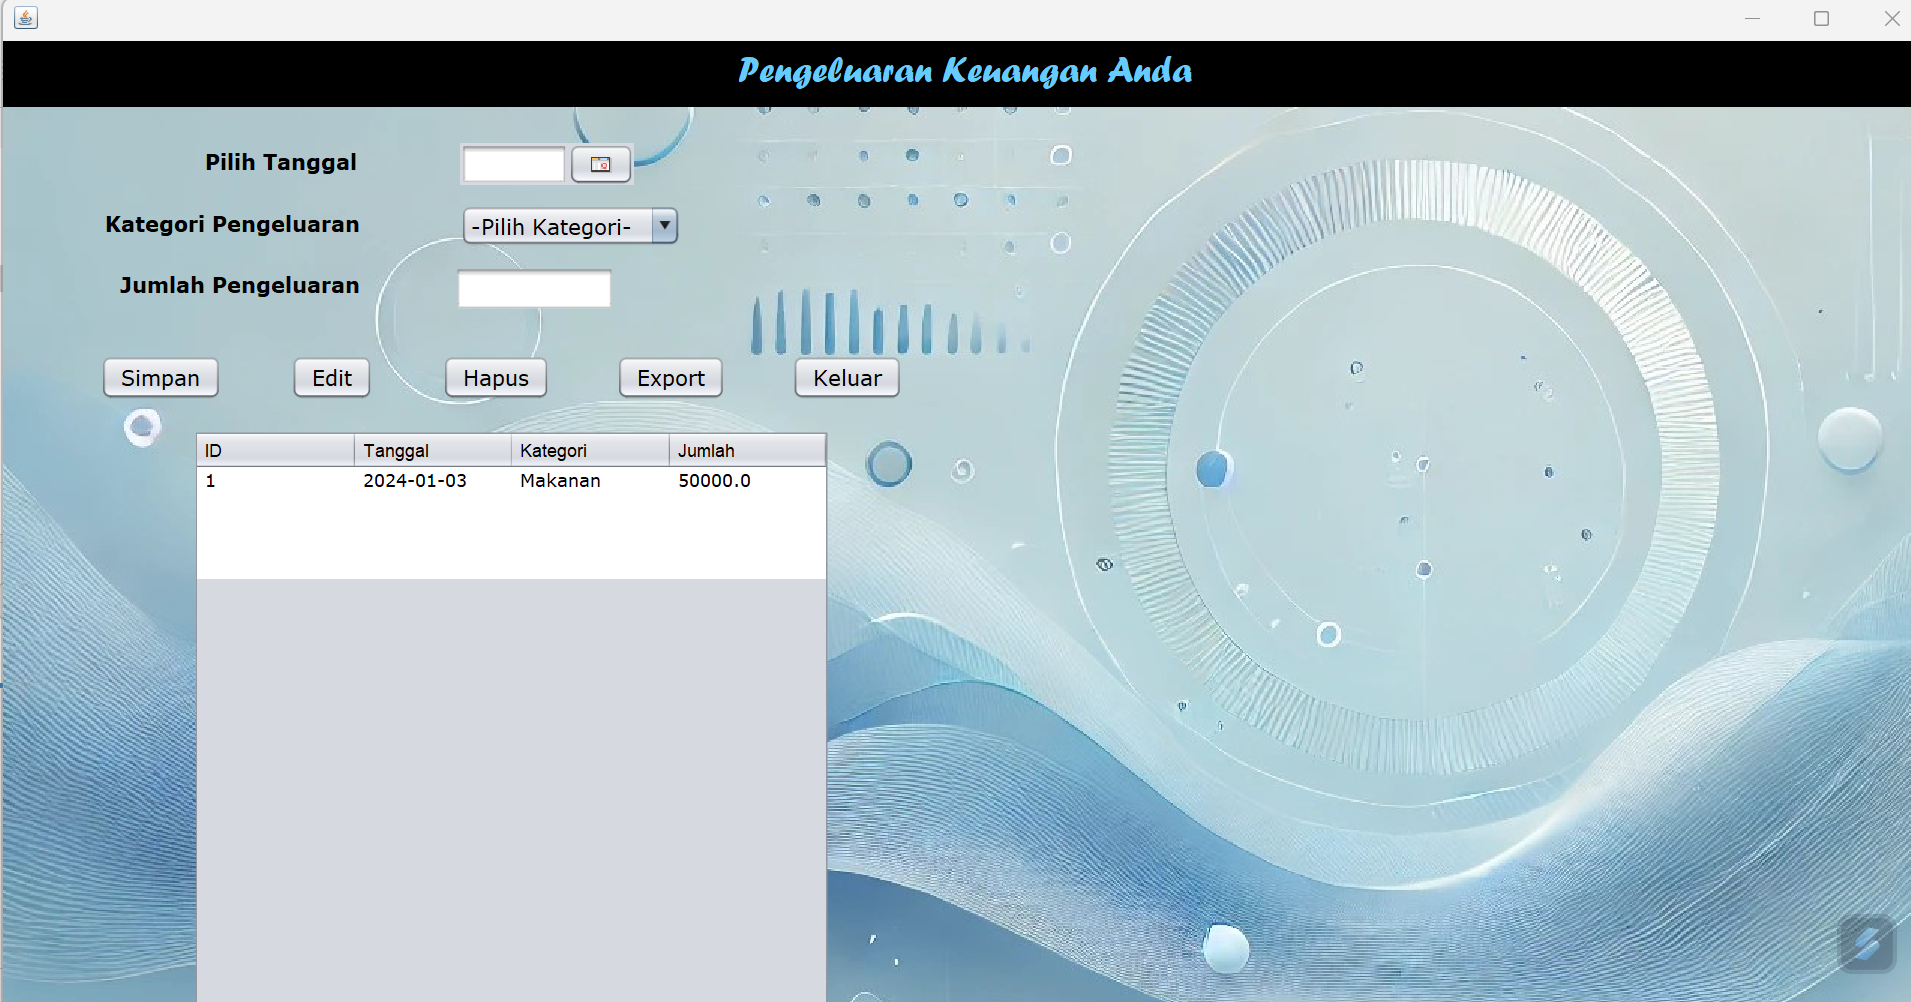 Pengeluaran Keuangan Anda
Pilih Tanggal
Kategori Pengeluaran
-Pilih Kategori-
Jumlah Pengeluaran
Simpan Edit Hapus Export Keluar
ID Tanggal Kategori Jumlah
1 2024-01-03 Makanan 50000.0